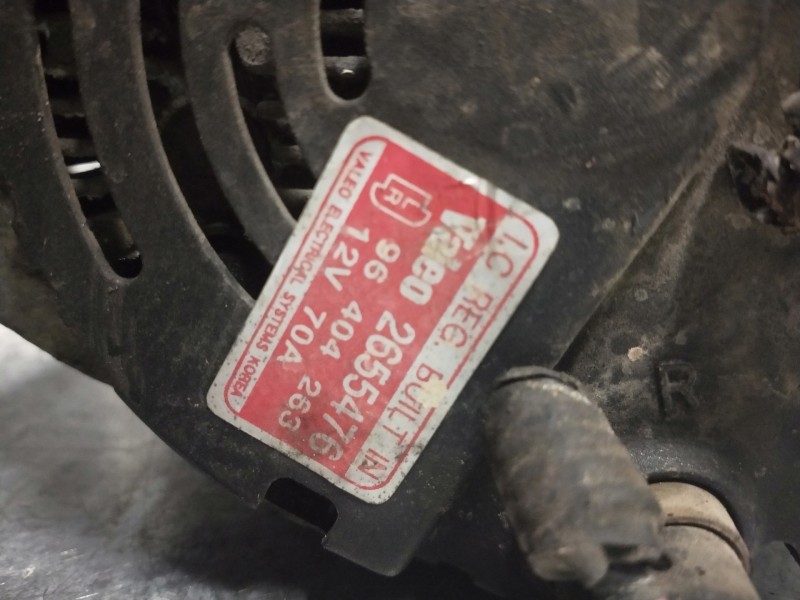 I.C REG. BUILT IN
Valeo 2655476
96 404 263
12V 70A
L
R
VALEO ELECTRICAL SYSTEMS KOREA
R